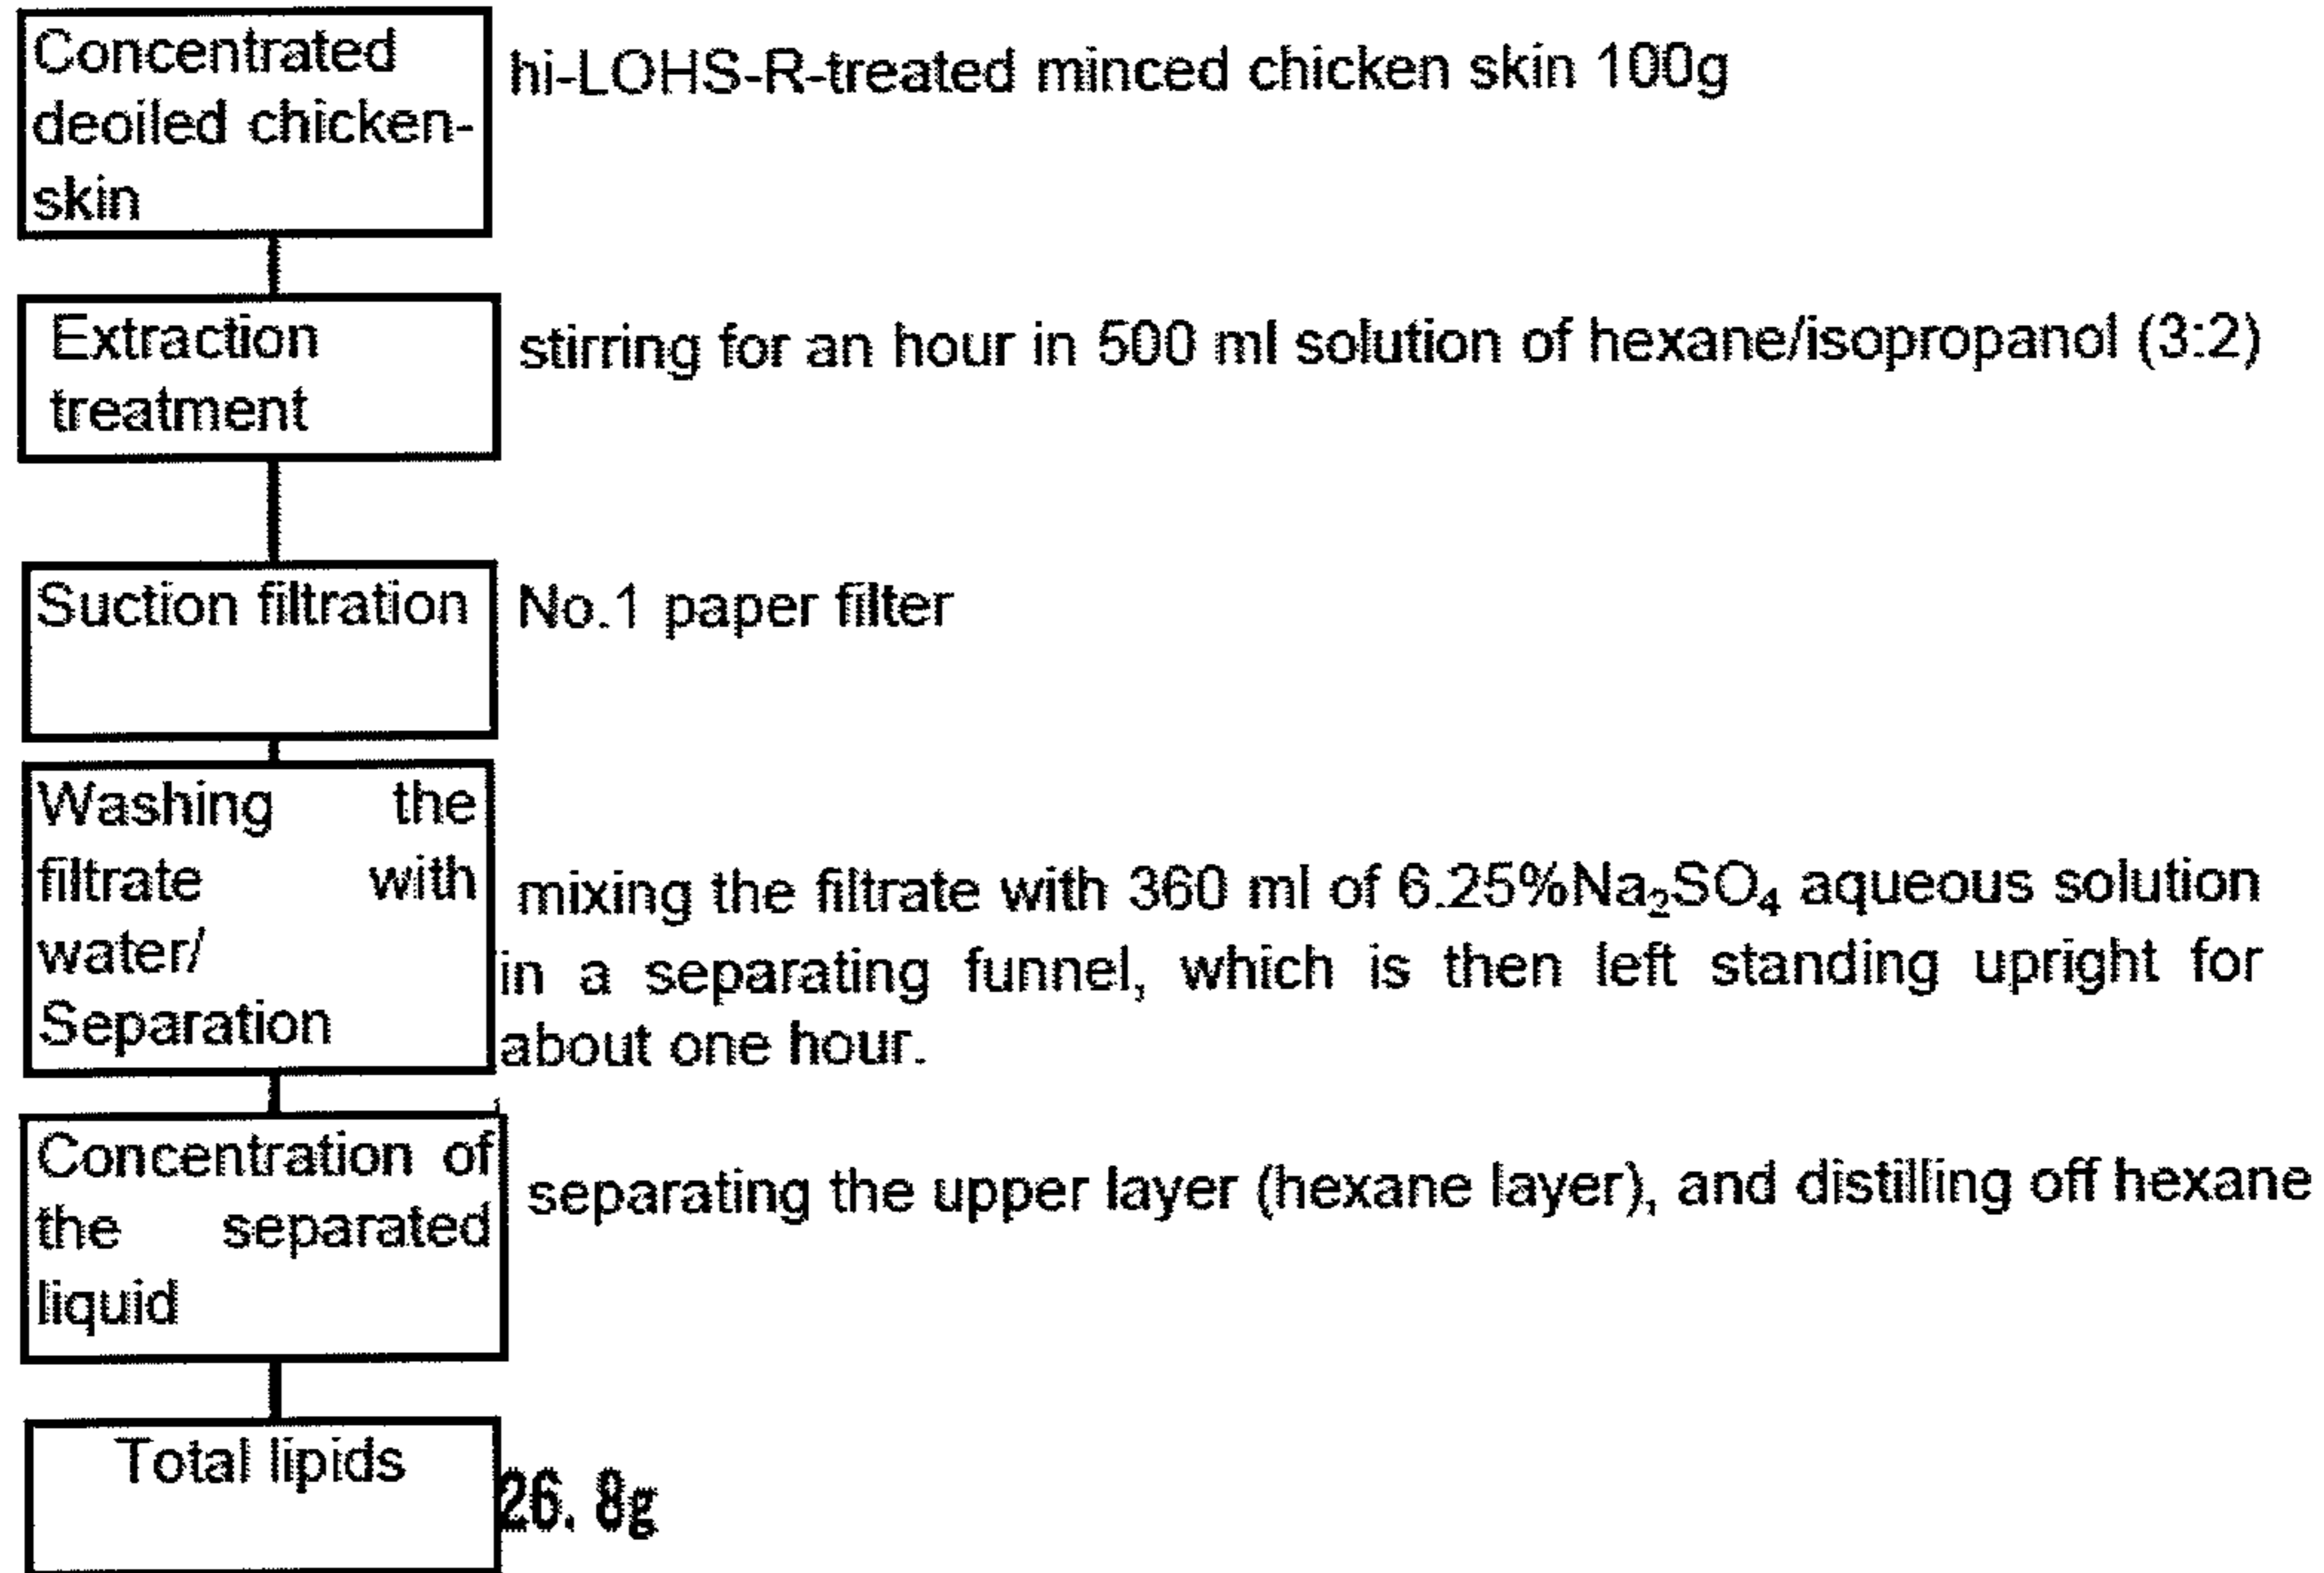 Concentrated
deoiled chicken-
skin
hi-LOHS-R-treated minced chicken skin 100g
Extraction
treatment
stirring for an hour in 500 ml solution of hexane/isopropanol (3:2)
Suction filtration
No.1 paper filter
Washing the
filtrate with
water/
Separation
mixing the filtrate with 360 ml of 6.25%Na₂SO₄ aqueous solution
in a separating funnel, which is then left standing upright for
about one hour.
Concentration of
the separated
liquid
separating the upper layer (hexane layer), and distilling off hexane
Total lipids
26. 8g